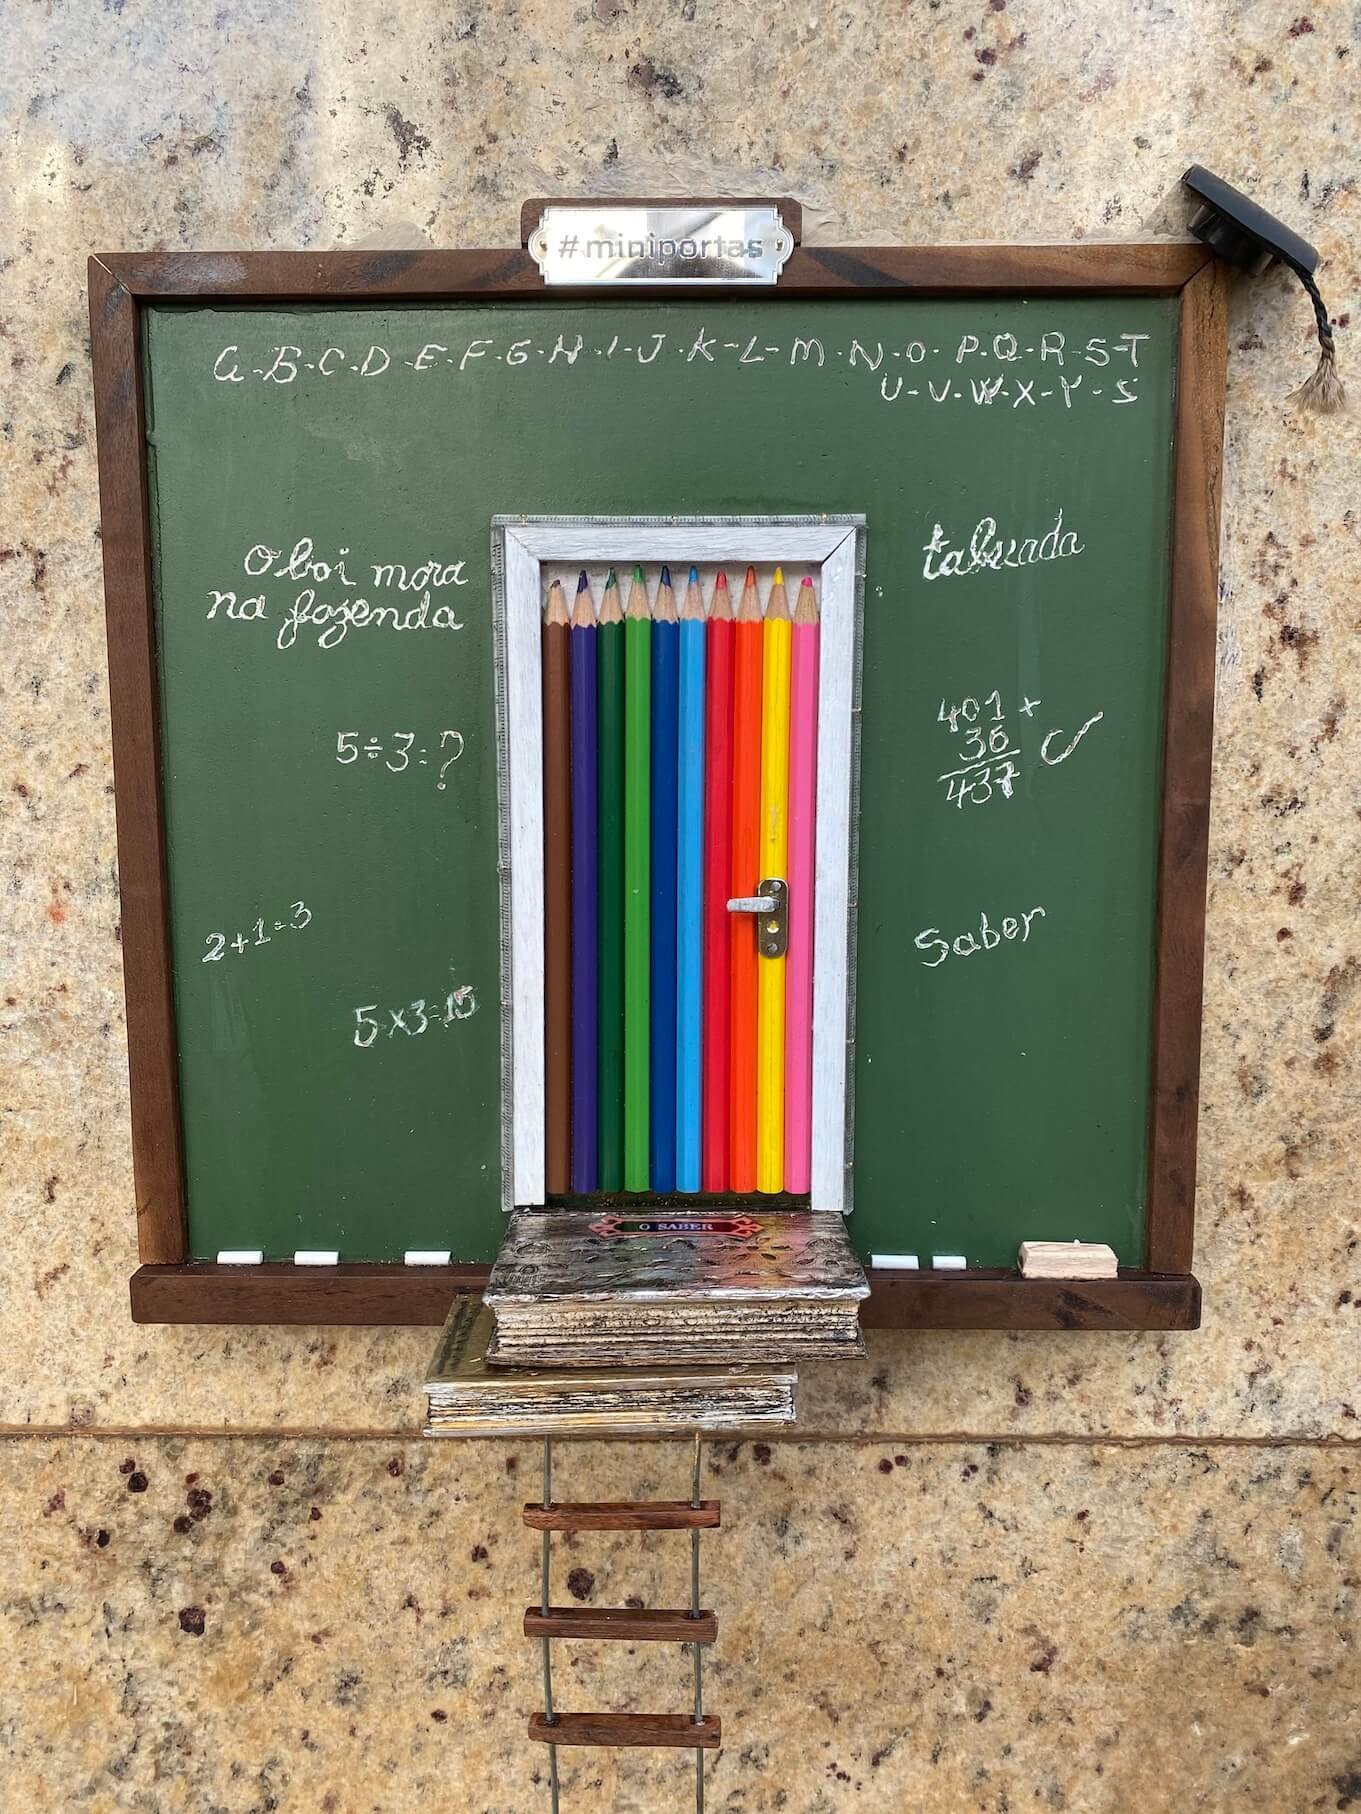 #miniportas
a-B-C-D-E-F-G-H-I-J-K-L-M-N-O-P-Q-R-S-T
U-V-W-X-Y-S
O boi mora
na fazenda
tabuada
5÷3=?
401+
36
437
2+1=3
Saber
5x3=15
O SABER